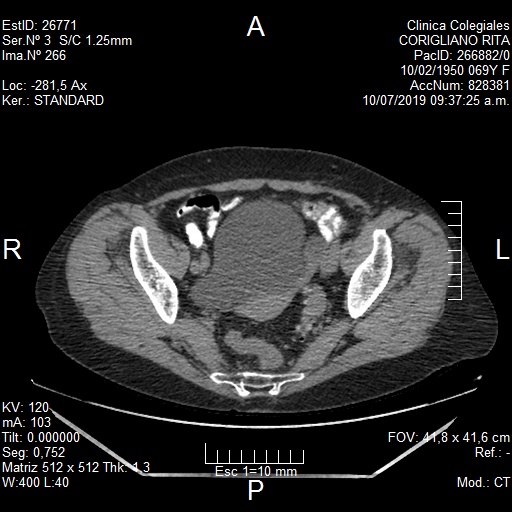 EstID: 26771
Ser.Nº 3 S/C 1.25mm
Ima.Nº 266
Loc: -281,5 Ax
Ker.: STANDARD
A
Clinica Colegiales
CORIGLIANO RITA
PacID: 266882/0
10/02/1950 069Y F
AccNum: 828381
10/07/2019 09:37:25 a.m.
R
L
KV: 120
mA: 103
Tilt: 0.000000
Seg: 0,752
Matriz 512 x 512 Thk: 1.3
W:400 L:40
Esc 1=10 mm
P
FOV: 41,8 x 41,6 cm
Ref.: -
Mod.: CT